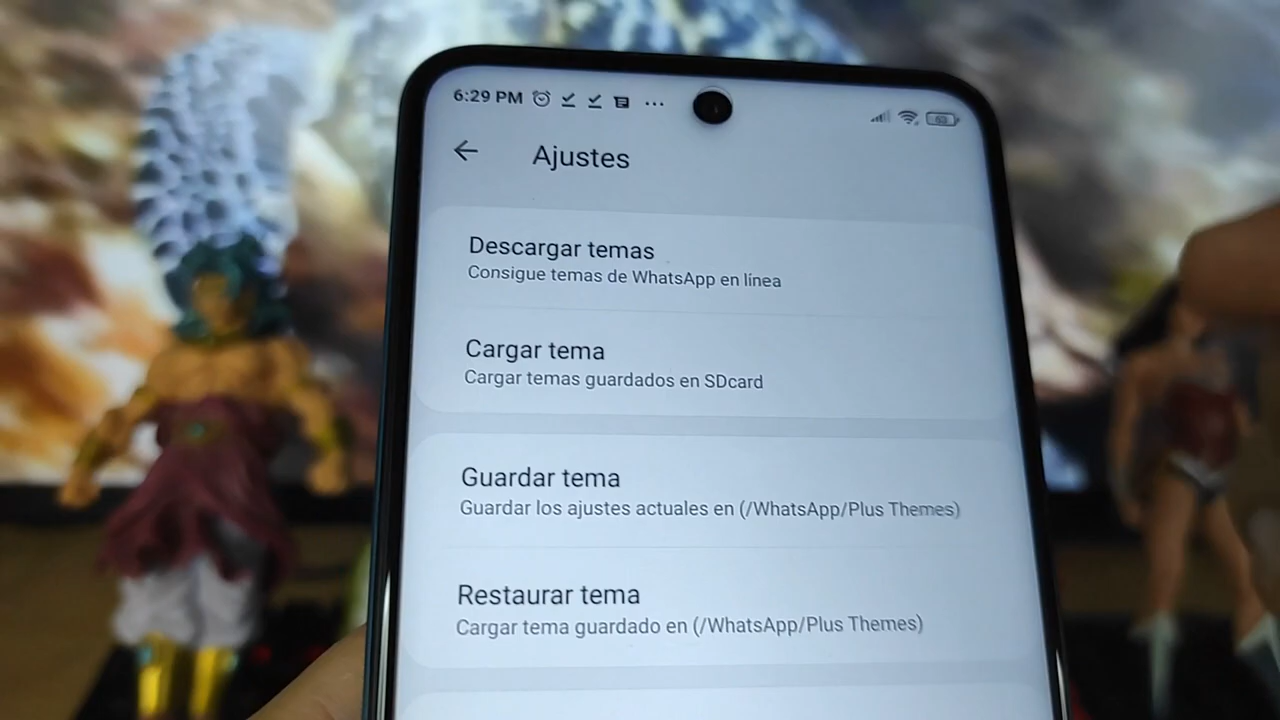 6:29 PM
Ajustes
Descargar temas
Consigue temas de WhatsApp en línea
Cargar tema
Cargar temas guardados en SDcard
Guardar tema
Guardar los ajustes actuales en (/WhatsApp/Plus Themes)
Restaurar tema
Cargar tema guardado en (/WhatsApp/Plus Themes)